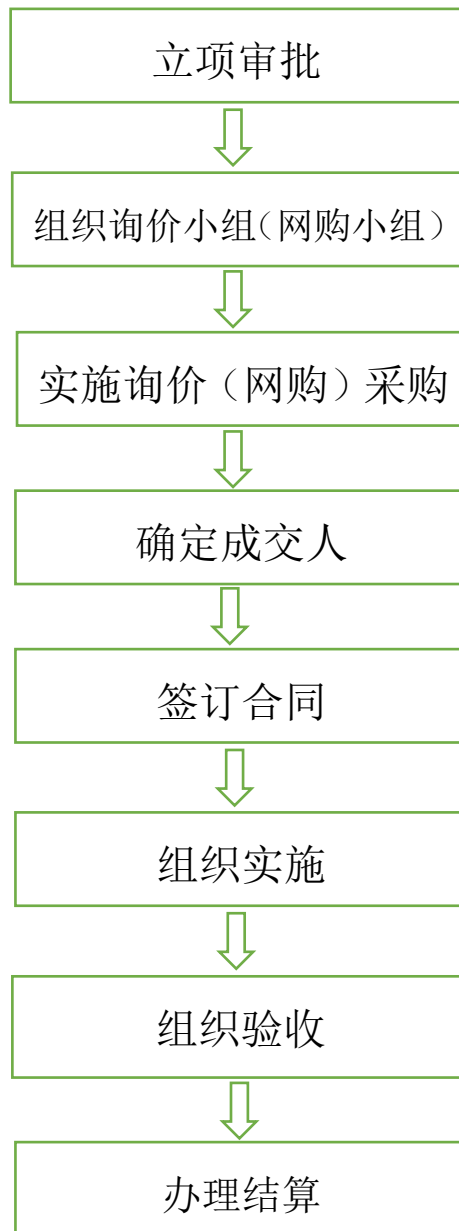 立项审批
组织询价小组（网购小组）
实施询价（网购）采购
确定成交人
签订合同
组织实施
组织验收
办理结算